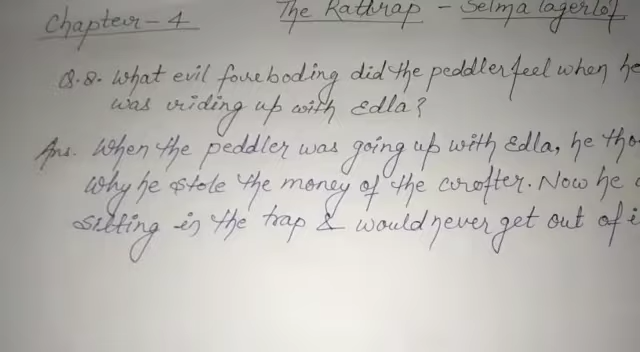 Chapter-4 The Rattrap - Selma lagerlof
Q.8. What evil foreboding did the peddler feel when he
was riding up with Edla?
Ans. When the peddler was going up with Edla, he tho
why he stole the money of the crofter. Now he
sitting in the trap & would never get out of i